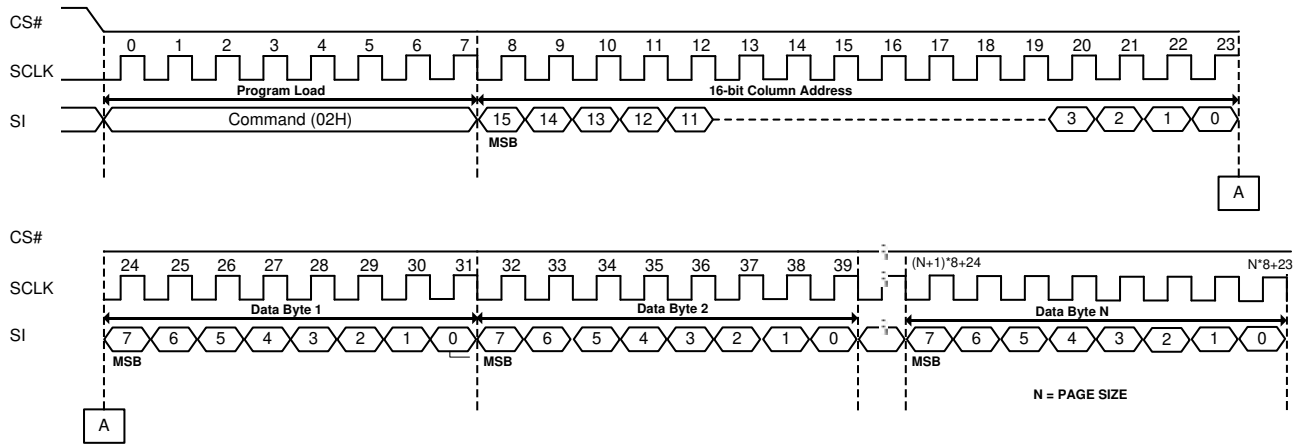 CS#
0 1 2 3 4 5 6 7 8 9 10 11 12 13 14 15 16 17 18 19 20 21 22 23
SCLK
Program Load 16-bit Column Address
SI Command (02H) 15 14 13 12 11 3 2 1 0
MSB
A
CS#
24 25 26 27 28 29 30 31 32 33 34 35 36 37 38 39 (N+1)*8+24 N*8+23
SCLK
Data Byte 1 Data Byte 2 Data Byte N
SI 7 6 5 4 3 2 1 0 7 6 5 4 3 2 1 0 7 6 5 4 3 2 1 0
MSB MSB MSB
N = PAGE SIZE
A